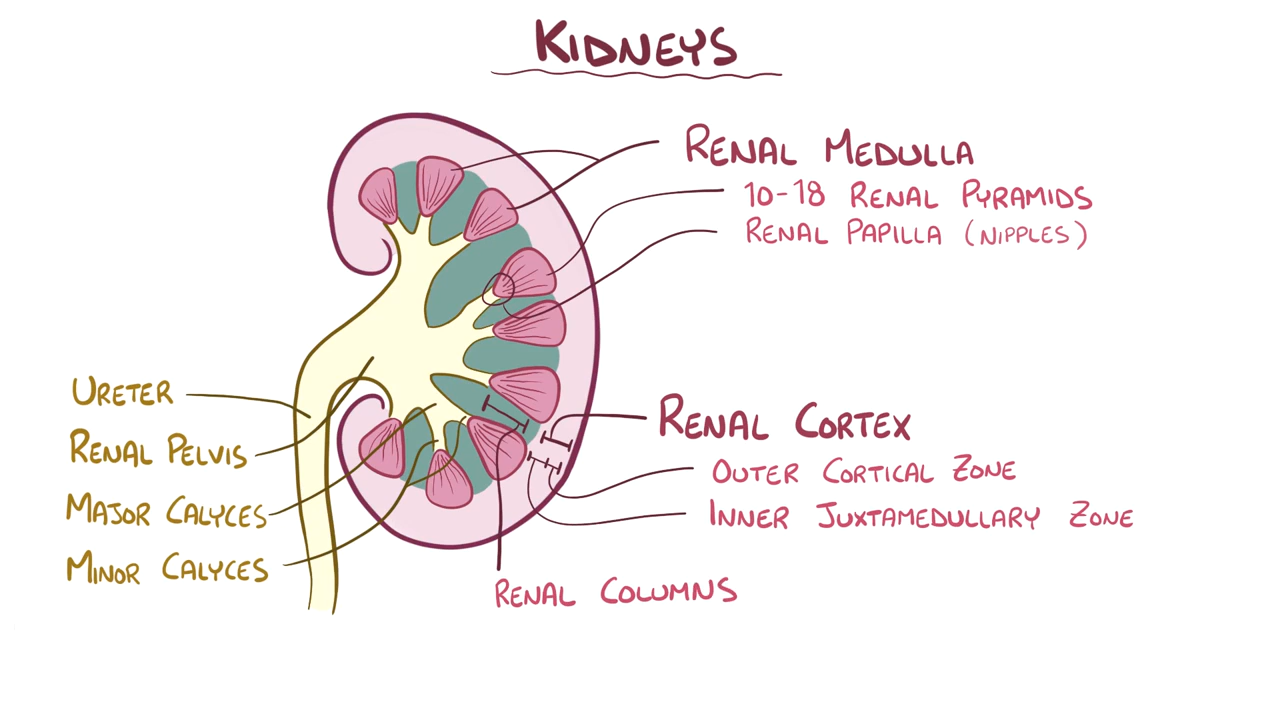 KIDNEYS
RENAL MEDULLA
10-18 RENAL PYRAMIDS
RENAL PAPILLA (NIPPLES)
URETER
RENAL PELVIS
MAJOR CALYCES
MINOR CALYCES
RENAL CORTEX
OUTER CORTICAL ZONE
INNER JUXTAMEDULLARY ZONE
RENAL COLUMNS